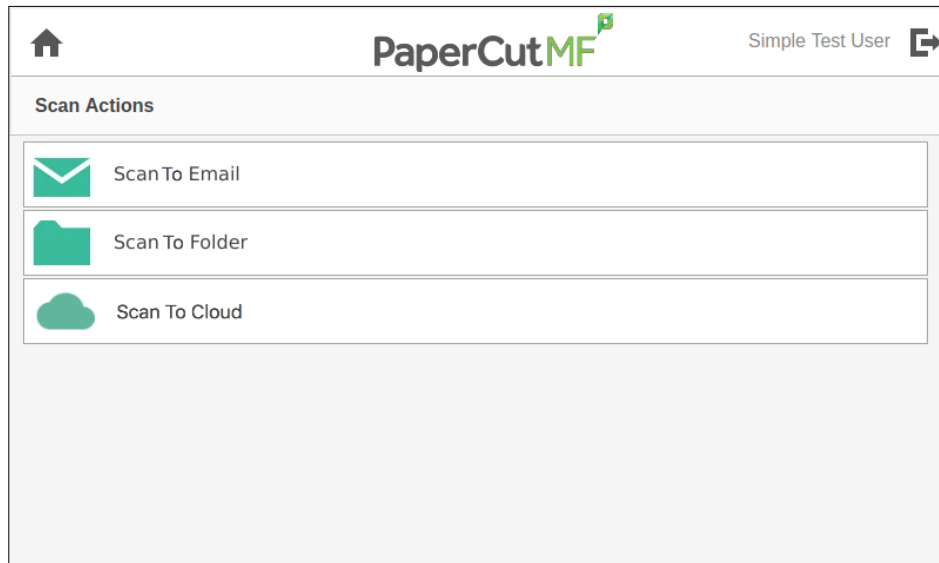 PaperCutMF
Simple Test User
Scan Actions
Scan To Email
Scan To Folder
Scan To Cloud